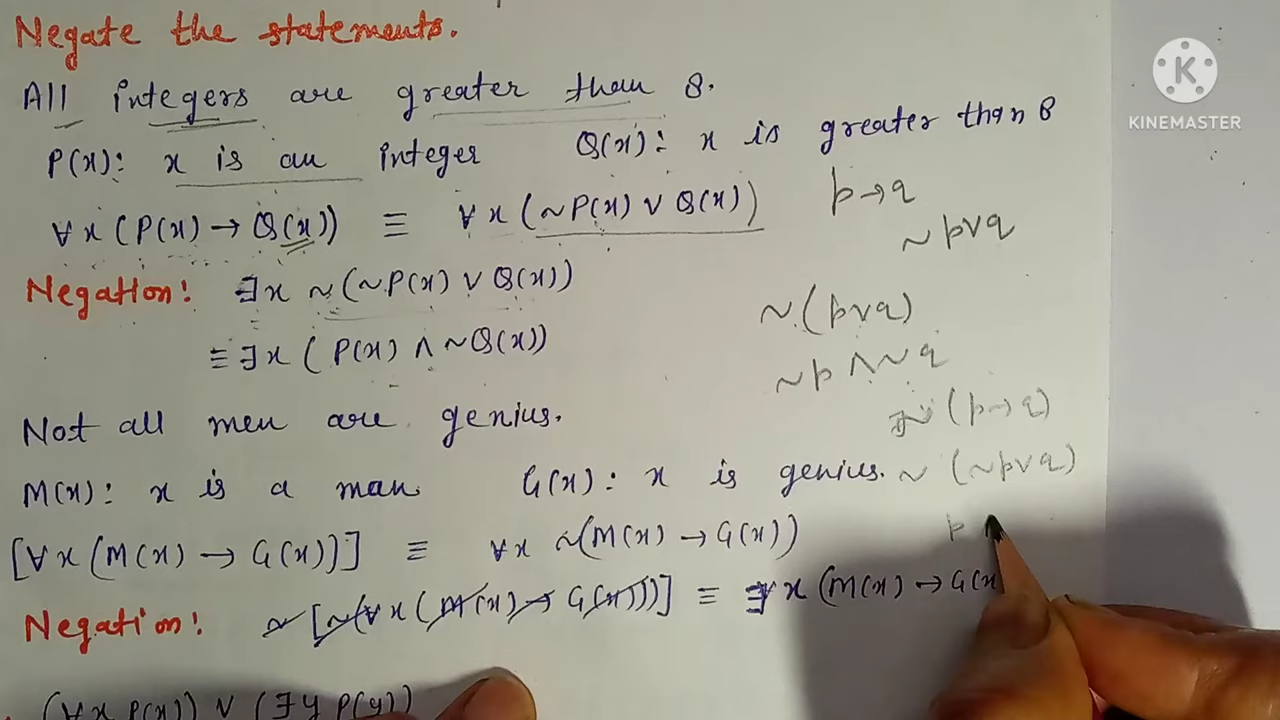 Negate the statements.
All integers are greater than 8.
P(x): x is an integer Q(x): x is greater than 8
∀x (P(x) → Q(x)) ≡ ∀x (~P(x) ∨ Q(x))
p→q
~p∨q
Negation: ∃x ~(~P(x) ∨ Q(x))
≡ ∃x (P(x) ∧ ~Q(x))
~(p∨q)
~p ∧ ~q
(p→q)
~(~p∨q)
p
Not all men are genius.
M(x): x is a man G(x): x is genius.
[∀x (M(x) → G(x))] ≡ ∀x ~(M(x) → G(x))
Negation: ~[~(∀x (M(x) → G(x)))] ≡ ∃x (M(x) → G(x
(∀x P(x)) ∨ (∃y P(y))
KINEMASTER